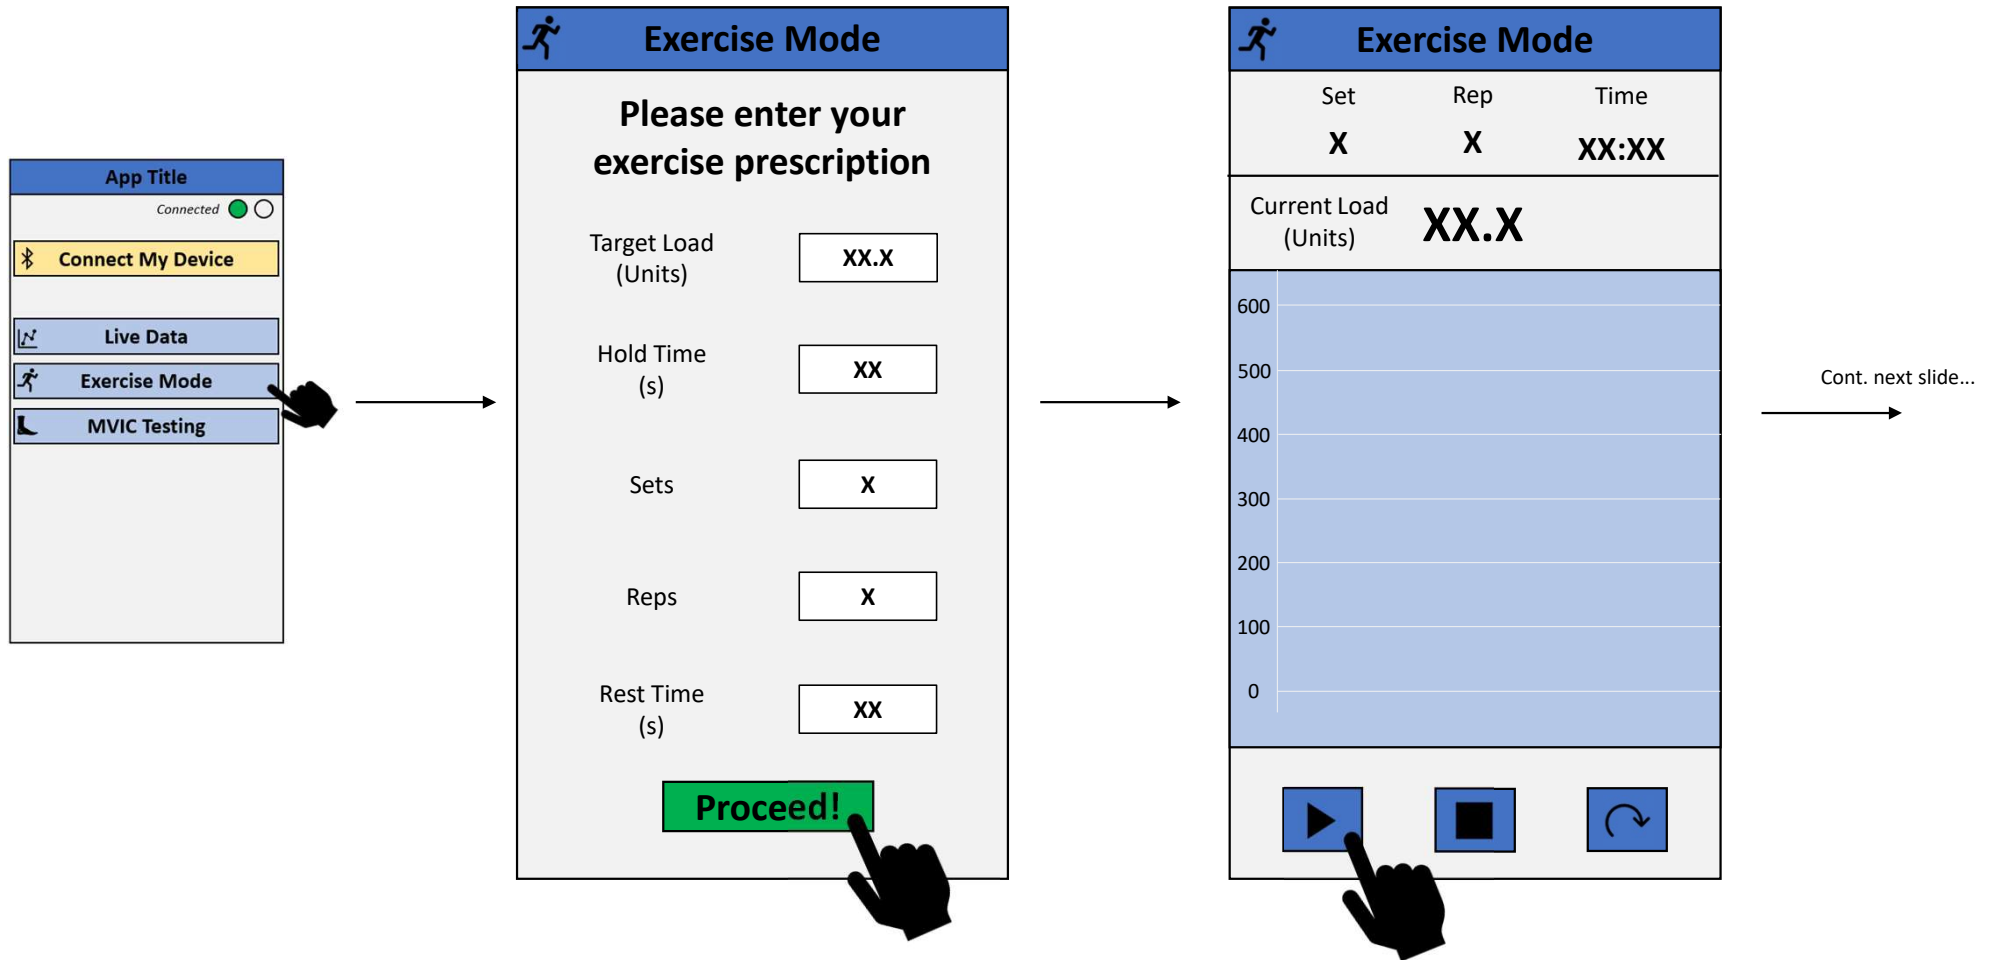 App Title
Connected
Connect My Device
Live Data
Exercise Mode
MVIC Testing
Exercise Mode
Please enter your
exercise prescription
Target Load
(Units)
XX.X
Hold Time
(s)
XX
Sets
X
Reps
X
Rest Time
(s)
XX
Proceed!
Exercise Mode
Set Rep Time
X X XX:XX
Current Load
(Units)
XX.X
600
500
400
300
200
100
0
Cont. next slide...